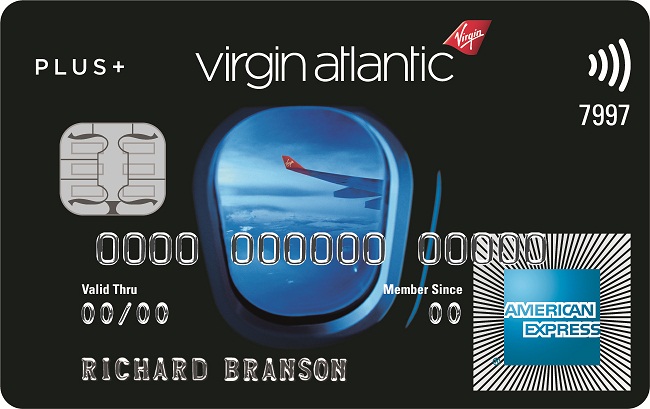 PLUS+
virgin atlantic
Virgin
7997
Virgin
0000 000000 00000
Valid Thru
Member Since
00/00
00
AMERICAN
EXPRESS
RICHARD BRANSON